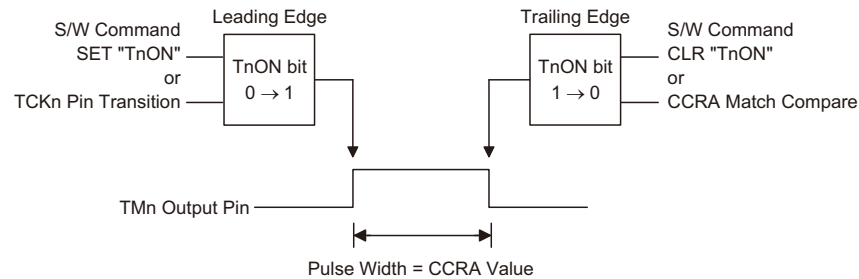 Leading Edge
S/W Command
SET "TnON"
or
TCKn Pin Transition
TnON bit
0 → 1
Trailing Edge
TnON bit
1 → 0
S/W Command
CLR "TnON"
or
CCRA Match Compare
TMn Output Pin
Pulse Width = CCRA Value